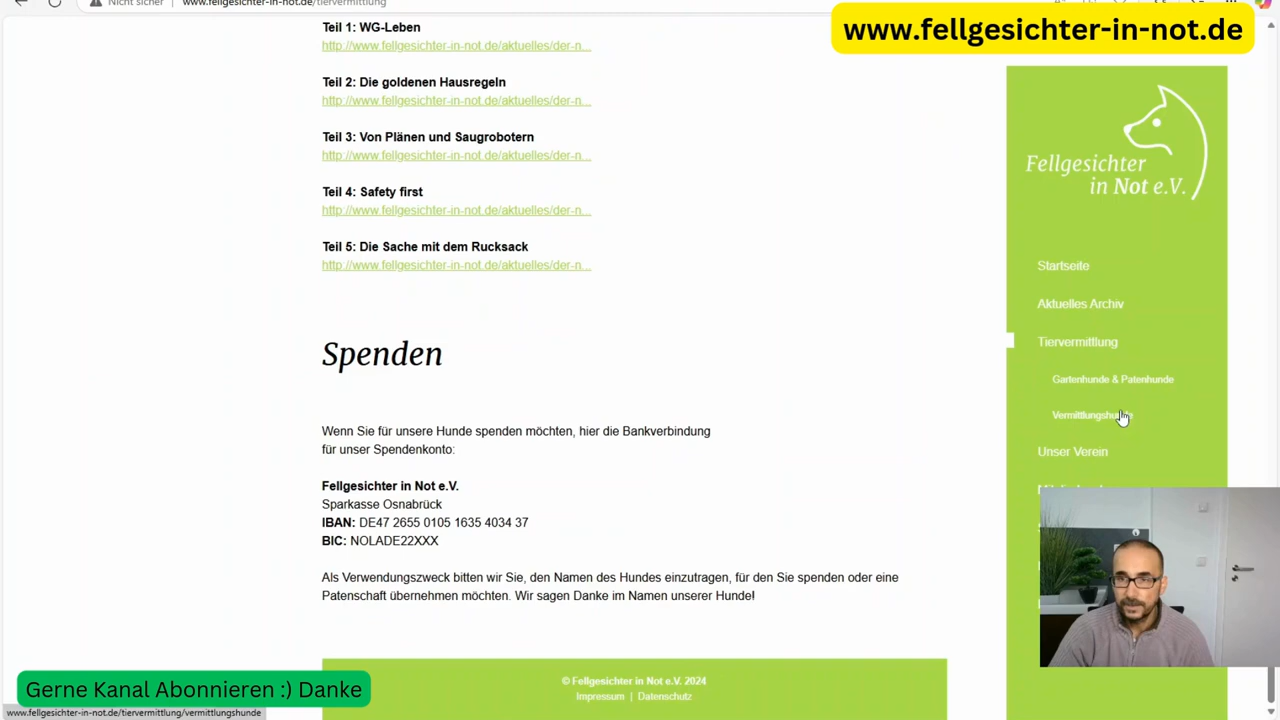 Nicht sicher
www.fellgesichter-in-not.de/tiervermittlung
www.fellgesichter-in-not.de
Teil 1: WG-Leben
http://www.fellgesichter-in-not.de/aktuelles/der-n...
Teil 2: Die goldenen Hausregeln
http://www.fellgesichter-in-not.de/aktuelles/der-n...
Teil 3: Von Plänen und Saugrobotern
http://www.fellgesichter-in-not.de/aktuelles/der-n...
Teil 4: Safety first
http://www.fellgesichter-in-not.de/aktuelles/der-n...
Teil 5: Die Sache mit dem Rucksack
http://www.fellgesichter-in-not.de/aktuelles/der-n...
Spenden
Wenn Sie für unsere Hunde spenden möchten, hier die Bankverbindung
für unser Spendenkonto:
Fellgesichter in Not e.V.
Sparkasse Osnabrück
IBAN: DE47 2655 0105 1635 4034 37
BIC: NOLADE22XXX
Als Verwendungszweck bitten wir Sie, den Namen des Hundes einzutragen, für den Sie spenden oder eine
Patenschaft übernehmen möchten. Wir sagen Danke im Namen unserer Hunde!
Fellgesichter
in Not e.V.
Startseite
Aktuelles Archiv
Tiervermittlung
Gartenhunde & Patenhunde
Vermittlungshunde
Unser Verein
© Fellgesichter in Not e.V. 2024
Impressum | Datenschutz
Gerne Kanal Abonnieren :) Danke
www.fellgesichter-in-not.de/tiervermittlung/vermittlungshunde